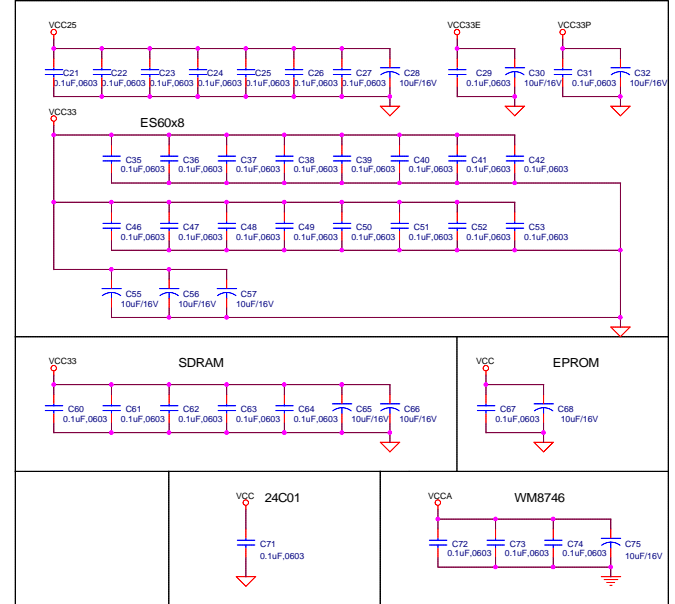 VCC25 VCC33E VCC33P
C21 C22 C23 C24 C25 C26 C27 C28 C29 C30 C31 C32
0.1uF,0603 0.1uF,0603 0.1uF,0603 0.1uF,0603 0.1uF,0603 0.1uF,0603 0.1uF,0603 10uF/16V 0.1uF,0603 10uF/16V 0.1uF,0603 10uF/16V
VCC33
ES60x8
C35 C36 C37 C38 C39 C40 C41 C42
0.1uF,0603 0.1uF,0603 0.1uF,0603 0.1uF,0603 0.1uF,0603 0.1uF,0603 0.1uF,0603 0.1uF,0603
C46 C47 C48 C49 C50 C51 C52 C53
0.1uF,0603 0.1uF,0603 0.1uF,0603 0.1uF,0603 0.1uF,0603 0.1uF,0603 0.1uF,0603 0.1uF,0603
C55 C56 C57
10uF/16V 10uF/16V 10uF/16V
VCC33 SDRAM VCC EPROM
C60 C61 C62 C63 C64 C65 C66 C67 C68
0.1uF,0603 0.1uF,0603 0.1uF,0603 0.1uF,0603 0.1uF,0603 10uF/16V 10uF/16V 0.1uF,0603 10uF/16V
VCC 24C01 VCCA WM8746
C71 C72 C73 C74 C75
0.1uF,0603 0.1uF,0603 0.1uF,0603 0.1uF,0603 10uF/16V